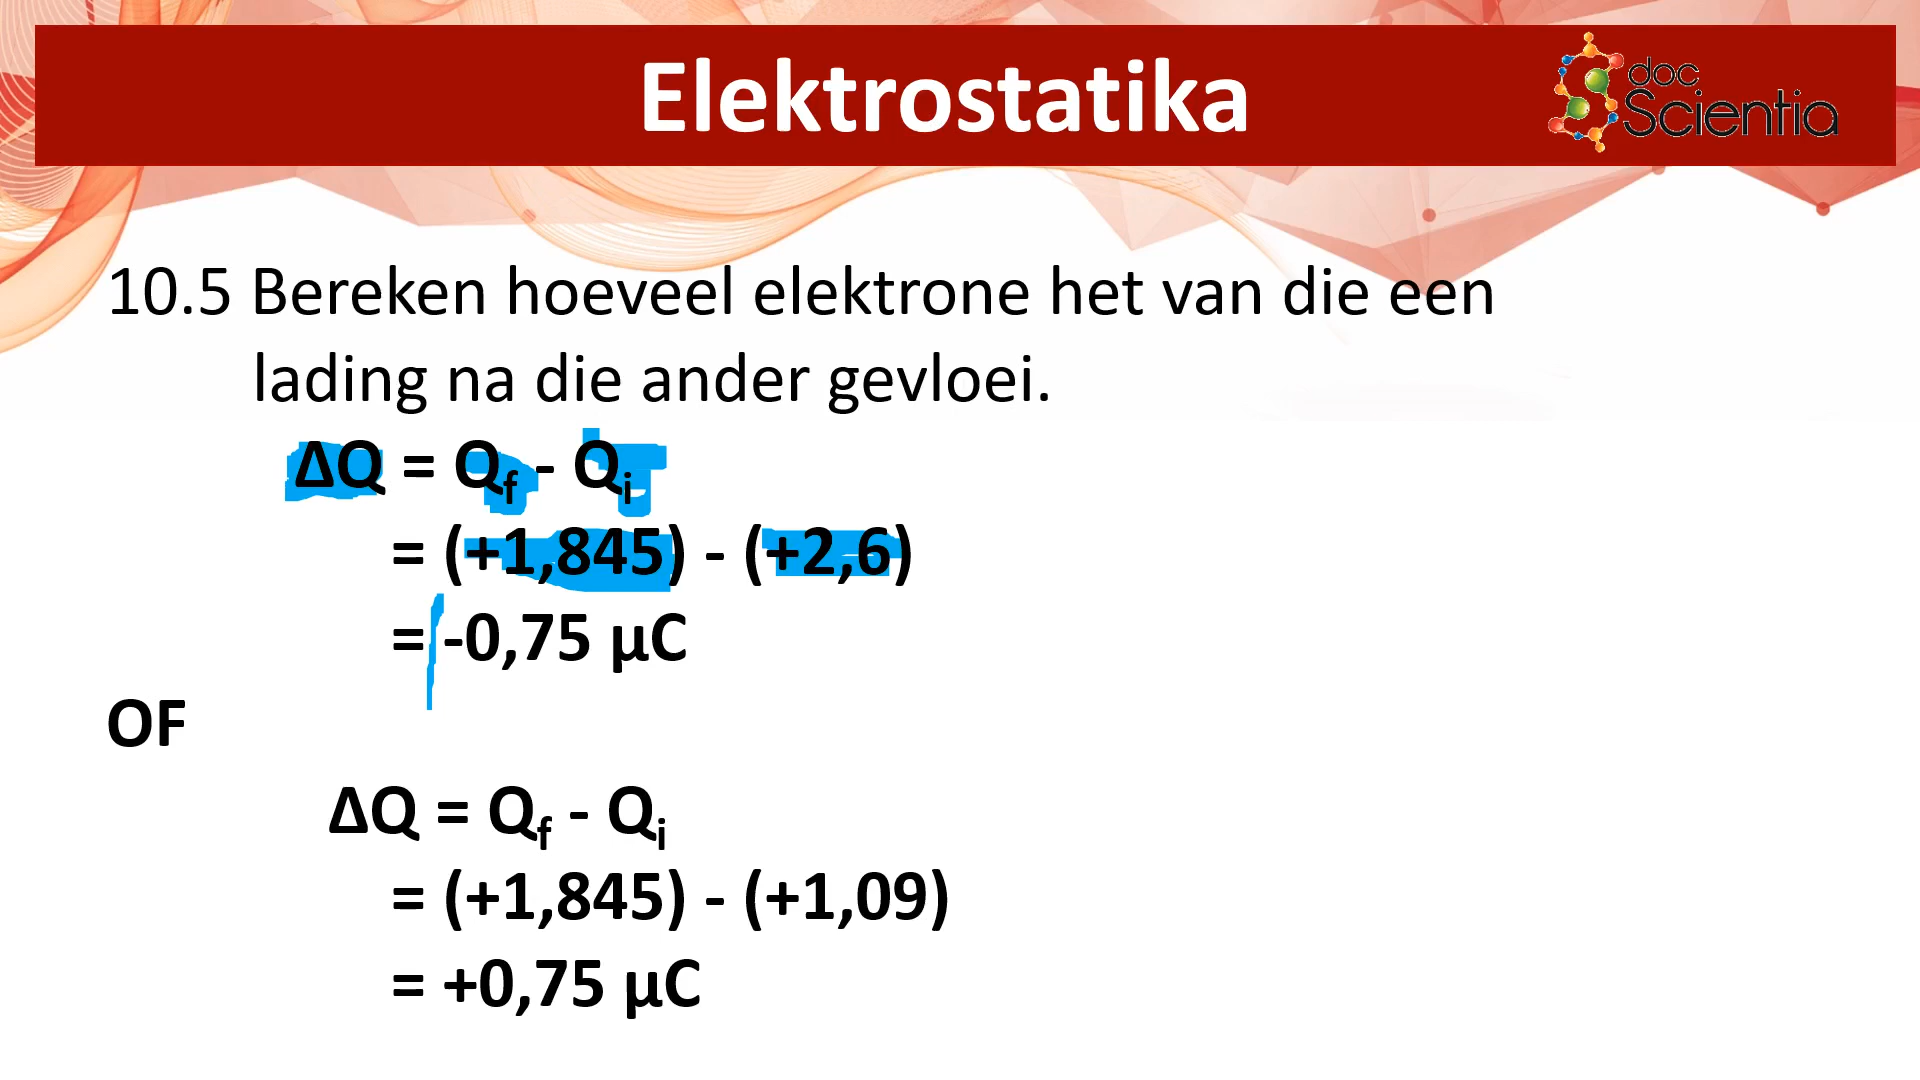 Elektrostatika
doc
Scientia
10.5 Bereken hoeveel elektrone het van die een
lading na die ander gevloei.
ΔQ = Qf - Qi
= (+1,845) - (+2,6)
= -0,75 μC
OF
ΔQ = Qf - Qi
= (+1,845) - (+1,09)
= +0,75 μC